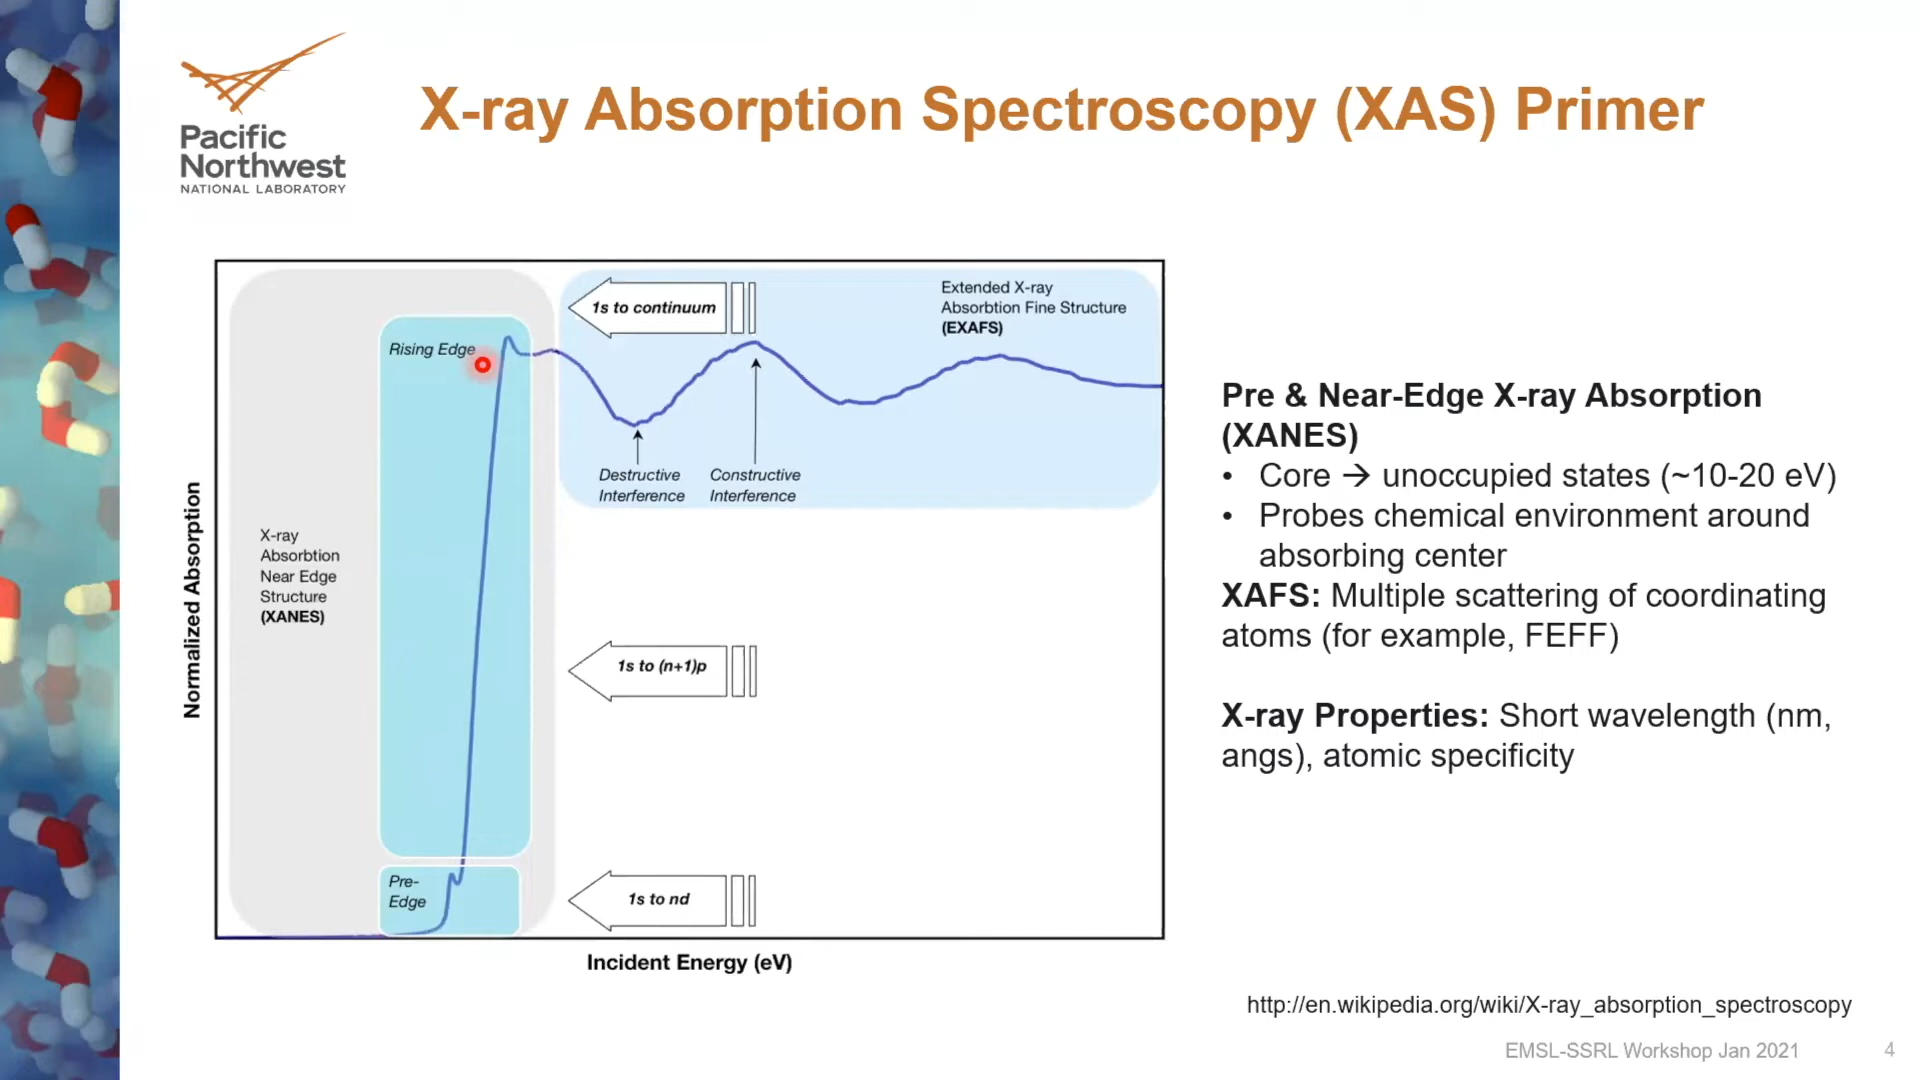 Pacific
Northwest
NATIONAL LABORATORY
X-ray Absorption Spectroscopy (XAS) Primer
1s to continuum
Extended X-ray
Absorbtion Fine Structure
(EXAFS)
Rising Edge
Destructive
Interference
Constructive
Interference
X-ray
Absorbtion
Near Edge
Structure
(XANES)
1s to (n+1)p
Pre-
Edge
1s to nd
Normalized Absorption
Incident Energy (eV)
Pre & Near-Edge X-ray Absorption
(XANES)
• Core → unoccupied states (~10-20 eV)
• Probes chemical environment around
absorbing center
XAFS: Multiple scattering of coordinating
atoms (for example, FEFF)
X-ray Properties: Short wavelength (nm,
angs), atomic specificity
http://en.wikipedia.org/wiki/X-ray_absorption_spectroscopy
EMSL-SSRL Workshop Jan 2021
4